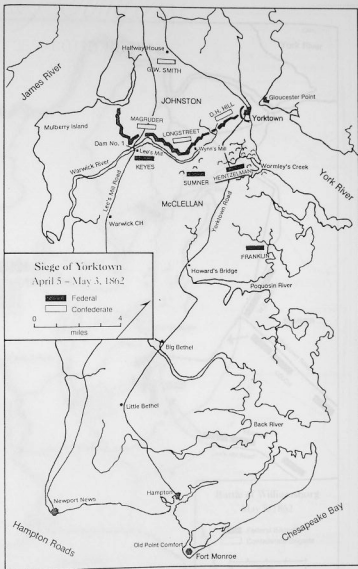 James River
Halfway House
G.W. SMITH
JOHNSTON
Gloucester Point
D.H. HILL
Yorktown
Mulberry Island
MAGRUDER
LONGSTREET
Dam No. 1
Lee's Mill
Wynn's Mill
Wormley's Creek
York River
Warwick River
KEYES
SUMNER
HEINTZELMAN
McCLELLAN
Lee's Mill Road
Yorktown Road
Warwick CH
FRANKLIN
Howard's Bridge
Poquosin River
Siege of Yorktown
April 5 – May 3, 1862
Federal
Confederate
0 4
miles
Big Bethel
Little Bethel
Back River
Newport News
Hampton
Hampton Roads
Old Point Comfort
Fort Monroe
Chesapeake Bay